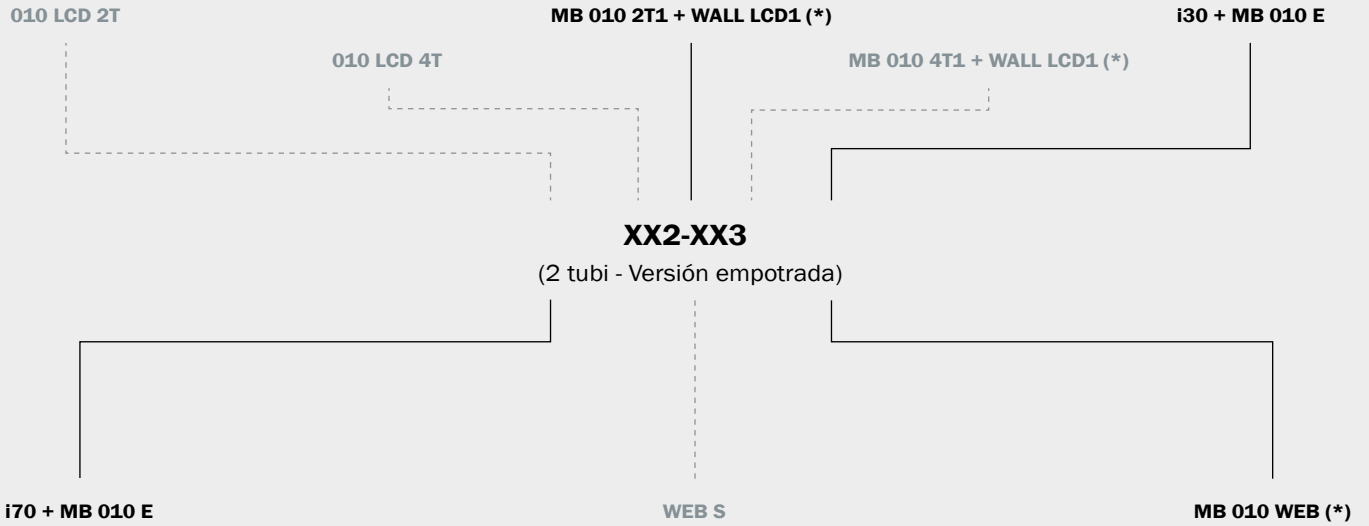 010 LCD 2T
MB 010 2T1 + WALL LCD1 (*)
i30 + MB 010 E
010 LCD 4T
MB 010 4T1 + WALL LCD1 (*)
XX2-XX3
(2 tubi - Versión empotrada)
i70 + MB 010 E
WEB S
MB 010 WEB (*)